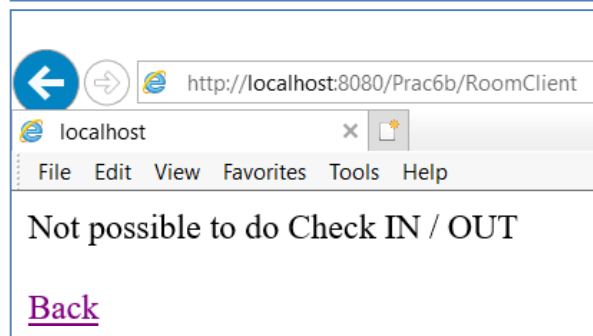 http://localhost:8080/Prac6b/RoomClient
localhost
File Edit View Favorites Tools Help
Not possible to do Check IN / OUT
Back